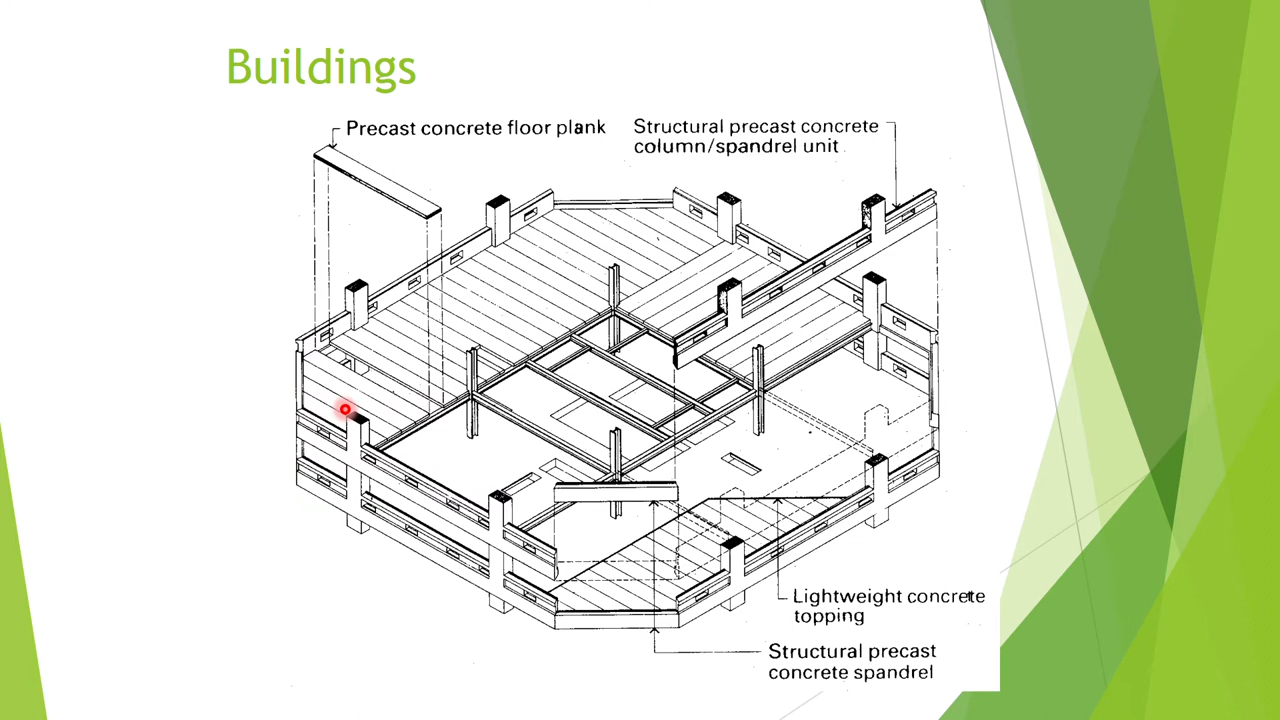 Buildings
Precast concrete floor plank
Structural precast concrete
column/spandrel unit
Lightweight concrete
topping
Structural precast
concrete spandrel